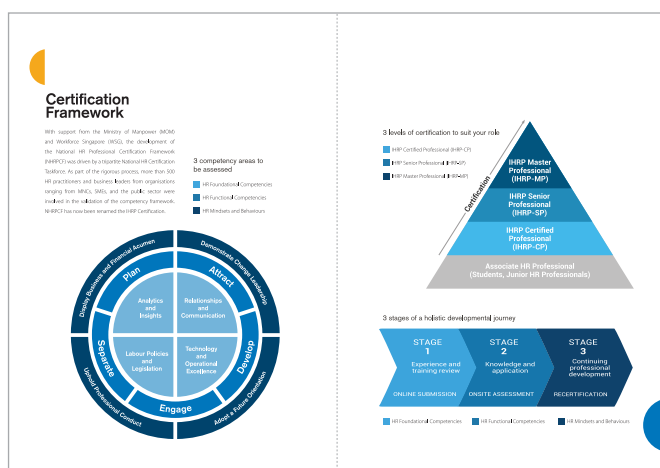 Certification
Framework
With support from the Ministry of Manpower (MOM)
and Workforce Singapore (WSG), the development of
the National HR Professional Certification Framework
(NHRPCF) was driven by a tripartite National HR Certification
Taskforce. As part of the rigorous process, more than 500
HR practitioners and business leaders from organisations
ranging from MNCs, SMEs, and the public sector were
involved in the validation of the competency framework.
NHRPCF has now been renamed the IHRP Certification.
3 competency areas to
be assessed
HR Foundational Competencies
HR Functional Competencies
HR Mindsets and Behaviours
Display Business and Financial Acumen
Demonstrate Change Leadership
Adopt a Future Orientation
Uphold Professional Conduct
Plan
Attract
Develop
Engage
Separate
Analytics
and
Insights
Relationships
and
Communication
Labour Policies
and
Legislation
Technology
and
Operational
Excellence
3 levels of certification to suit your role
IHRP Certified Professional (IHRP-CP)
IHRP Senior Professional (IHRP-SP)
IHRP Master Professional (IHRP-MP)
Certification
IHRP Master
Professional
(IHRP-MP)
IHRP Senior
Professional
(IHRP-SP)
IHRP Certified
Professional
(IHRP-CP)
Associate HR Professional
(Students, Junior HR Professionals)
3 stages of a holistic developmental journey
STAGE
1
Experience and
training review
ONLINE SUBMISSION
STAGE
2
Knowledge and
application
ONSITE ASSESSMENT
STAGE
3
Continuing
professional
development
RECERTIFICATION
HR Foundational Competencies
HR Functional Competencies
HR Mindsets and Behaviours